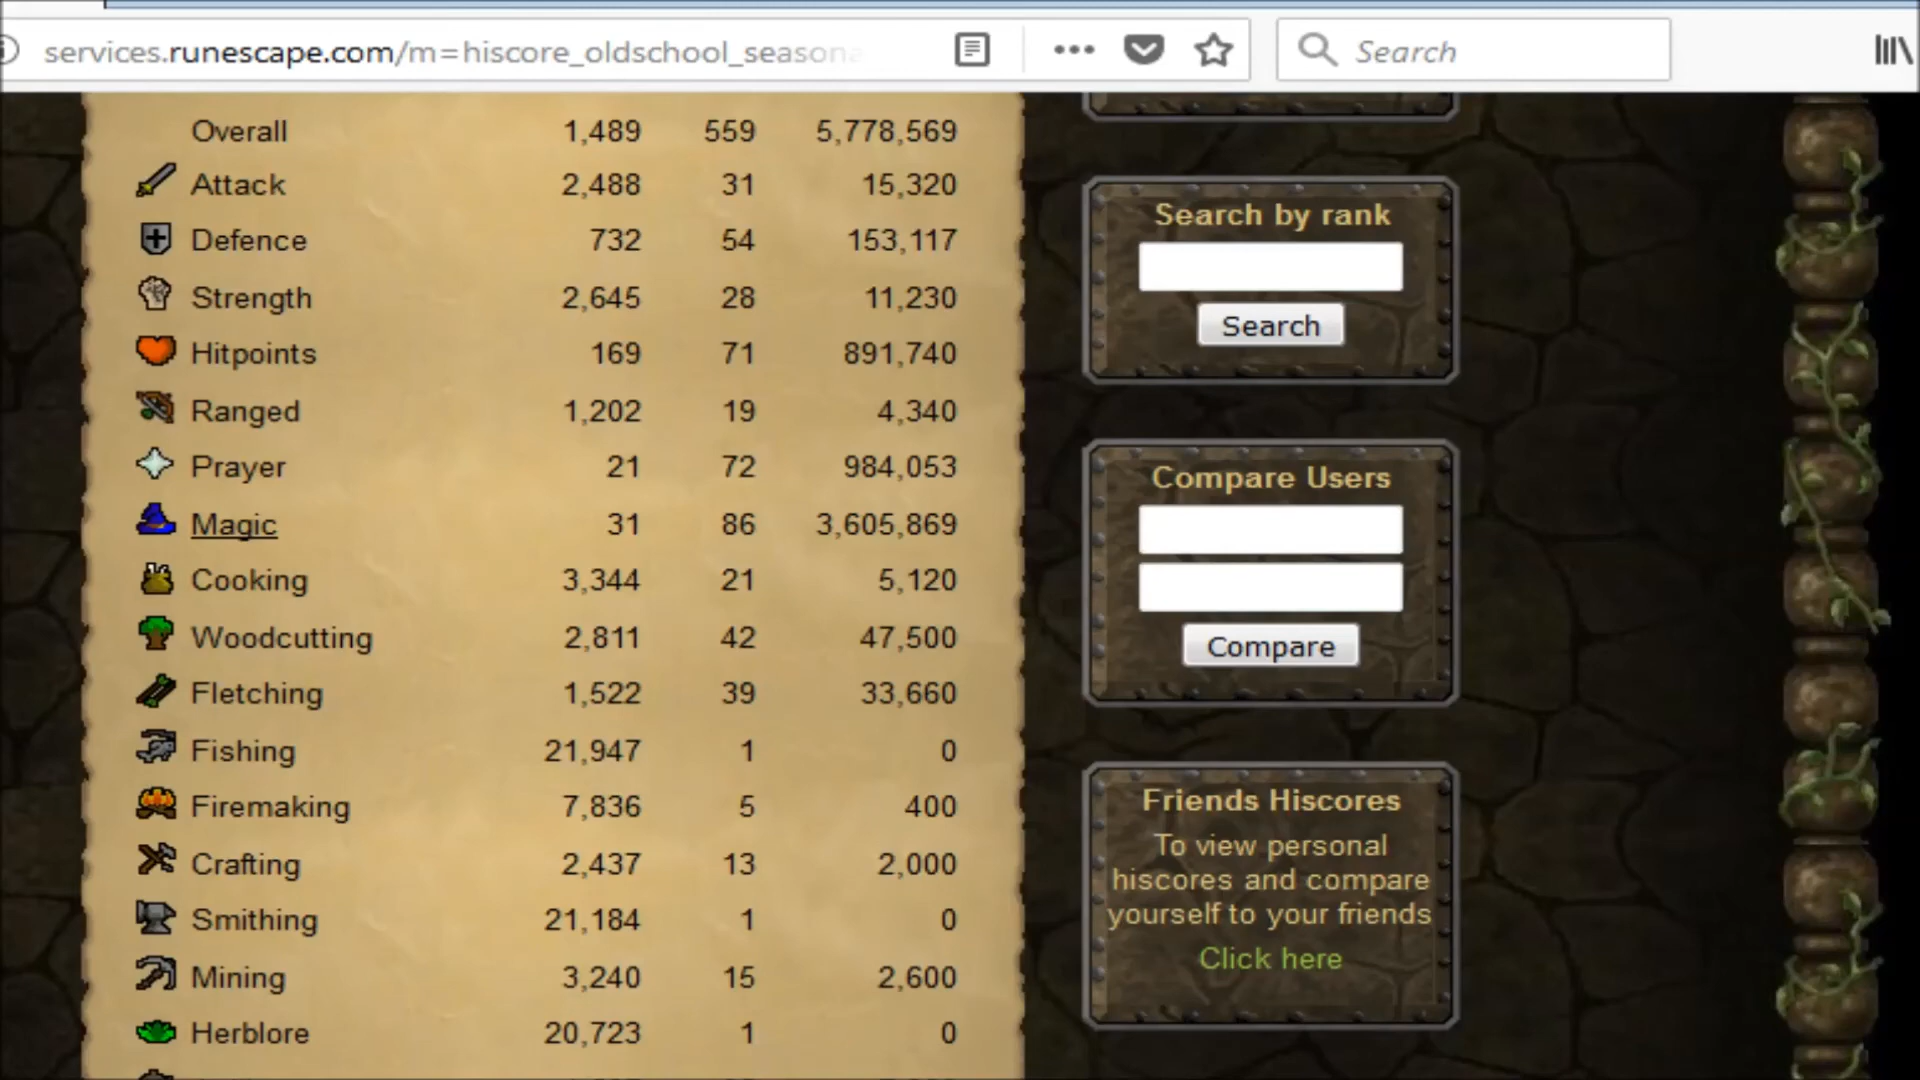 services.runescape.com/m=hiscore_oldschool_seasona
Search
Overall 1,489 559 5,778,569
Attack 2,488 31 15,320
Defence 732 54 153,117
Strength 2,645 28 11,230
Hitpoints 169 71 891,740
Ranged 1,202 19 4,340
Prayer 21 72 984,053
Magic 31 86 3,605,869
Cooking 3,344 21 5,120
Woodcutting 2,811 42 47,500
Fletching 1,522 39 33,660
Fishing 21,947 1 0
Firemaking 7,836 5 400
Crafting 2,437 13 2,000
Smithing 21,184 1 0
Mining 3,240 15 2,600
Herblore 20,723 1 0
Search by rank
Search
Compare Users
Compare
Friends Hiscores
To view personal
hiscores and compare
yourself to your friends
Click here